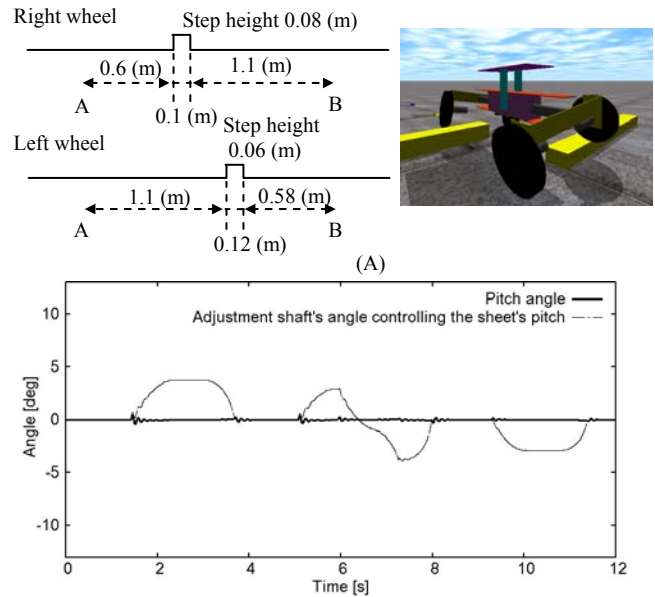 Right wheel
Step height 0.08 (m)
0.6 (m)
1.1 (m)
A
B
0.1 (m)
Left wheel
Step height
0.06 (m)
1.1 (m)
0.58 (m)
A
B
0.12 (m)
(A)
Pitch angle
Adjustment shaft's angle controlling the sheet's pitch
Angle [deg]
10
5
0
-5
-10
0
2
4
6
8
10
12
Time [s]